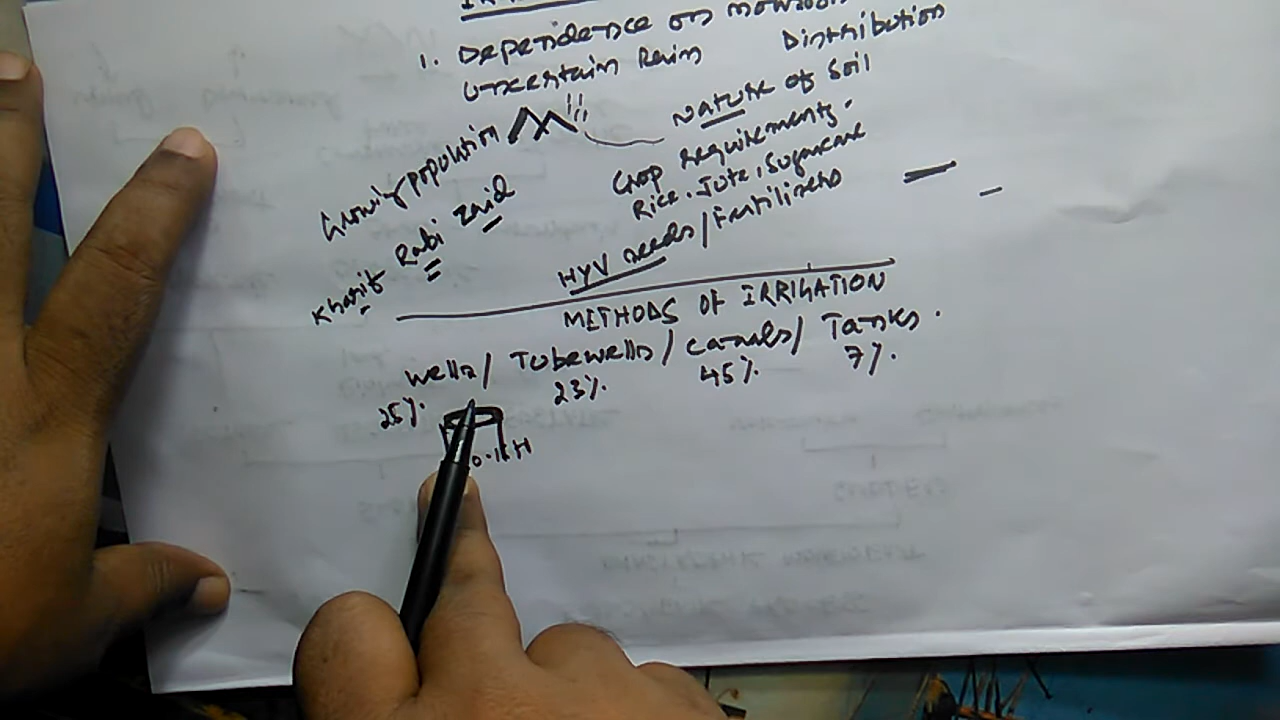 1. Dependence on monsoon
Uncertain Rain Distribution
Growing population
Nature of Soil
Crop requirements.
Rice, Jute, Sugarcane
Kharif Rabi Zaid
HYV seeds/Fertilizers
METHODS OF IRRIGATION
Wells/ Tubewells/ Canals/ Tanks.
25%. 23%. 45%. 7%.